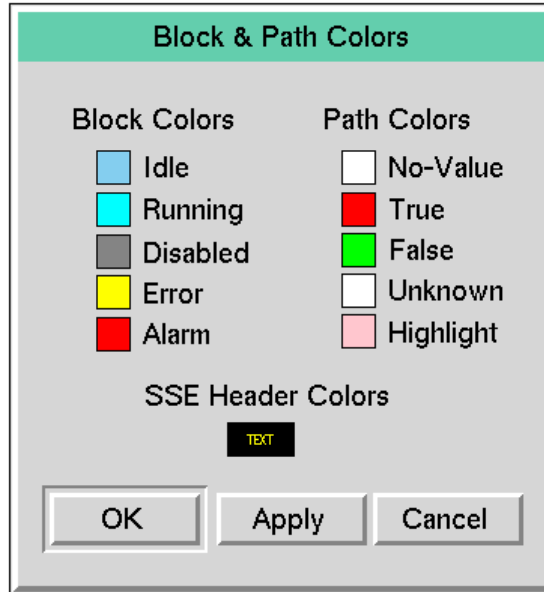 Block & Path Colors
Block Colors
Idle
Running
Disabled
Error
Alarm
Path Colors
No-Value
True
False
Unknown
Highlight
SSE Header Colors
TEXT
OK
Apply
Cancel